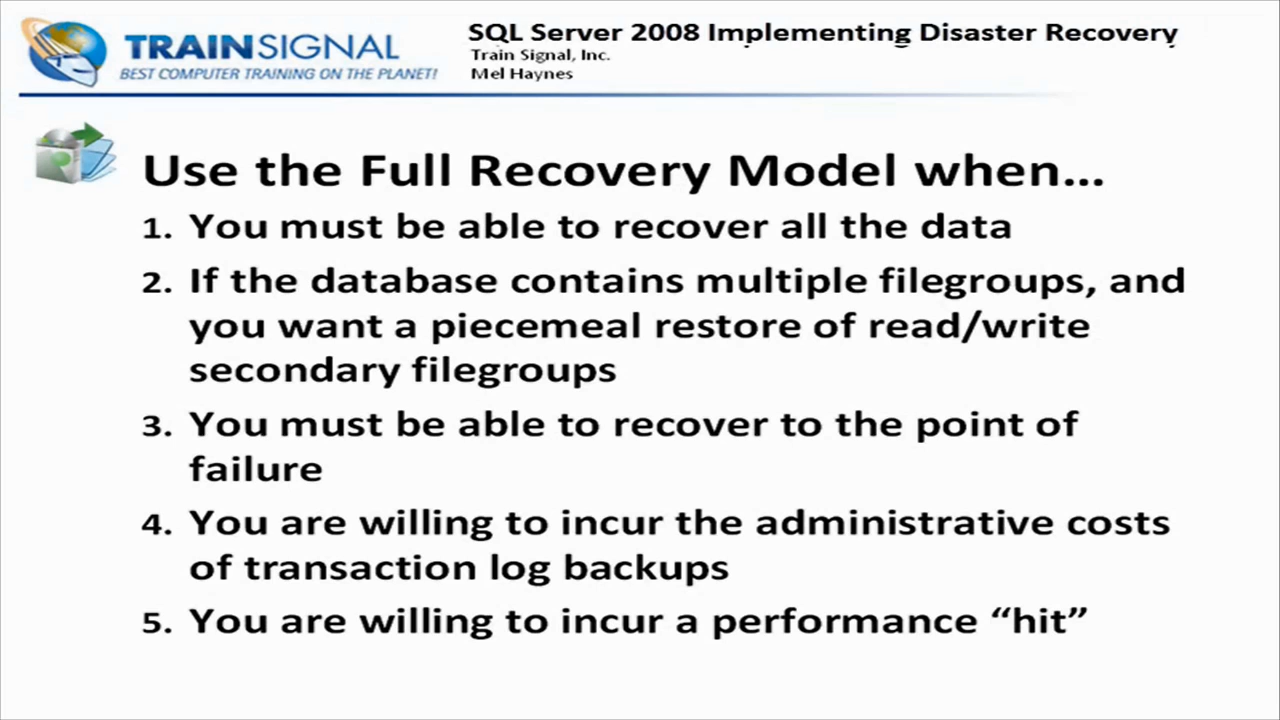 TRAINSIGNAL
BEST COMPUTER TRAINING ON THE PLANET!
SQL Server 2008 Implementing Disaster Recovery
Train Signal, Inc.
Mel Haynes
Use the Full Recovery Model when...
1. You must be able to recover all the data
2. If the database contains multiple filegroups, and
you want a piecemeal restore of read/write
secondary filegroups
3. You must be able to recover to the point of
failure
4. You are willing to incur the administrative costs
of transaction log backups
5. You are willing to incur a performance “hit”